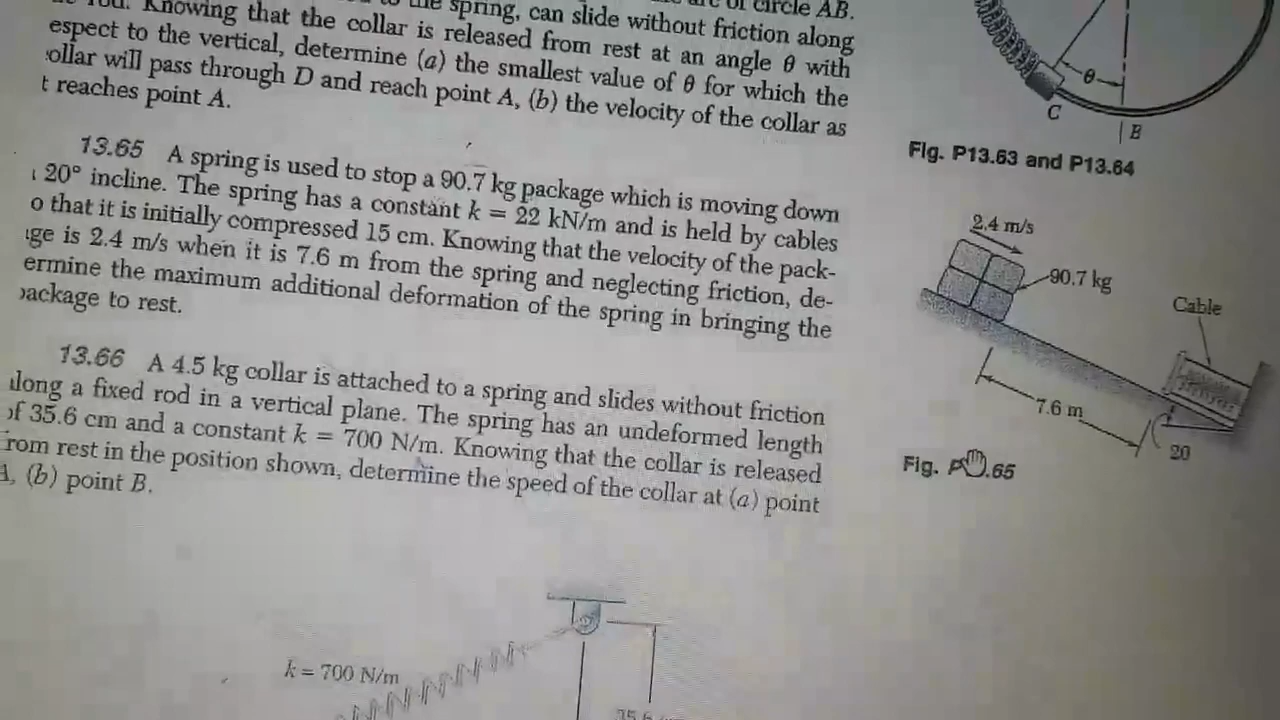 the spring, can slide without friction along
Knowing that the collar is released from rest at an angle θ with
espect to the vertical, determine (a) the smallest value of θ for which the
ollar will pass through D and reach point A, (b) the velocity of the collar as
t reaches point A.
13.65 A spring is used to stop a 90.7 kg package which is moving down
20° incline. The spring has a constant k = 22 kN/m and is held by cables
o that it is initially compressed 15 cm. Knowing that the velocity of the pack-
ge is 2.4 m/s when it is 7.6 m from the spring and neglecting friction, de-
ermine the maximum additional deformation of the spring in bringing the
ackage to rest.
13.66 A 4.5 kg collar is attached to a spring and slides without friction
long a fixed rod in a vertical plane. The spring has an undeformed length
of 35.6 cm and a constant k = 700 N/m. Knowing that the collar is released
rom rest in the position shown, determine the speed of the collar at (a) point
A, (b) point B.
k = 700 N/m
of circle AB.
θ
C
B
Fig. P13.63 and P13.64
2.4 m/s
90.7 kg
Cable
7.6 m
20
Fig. P .65